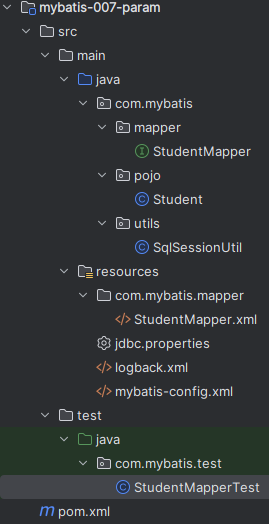 mybatis-007-param
src
main
java
com.mybatis
mapper
StudentMapper
pojo
Student
utils
SqlSessionUtil
resources
com.mybatis.mapper
StudentMapper.xml
jdbc.properties
logback.xml
mybatis-config.xml
test
java
com.mybatis.test
StudentMapperTest
pom.xml